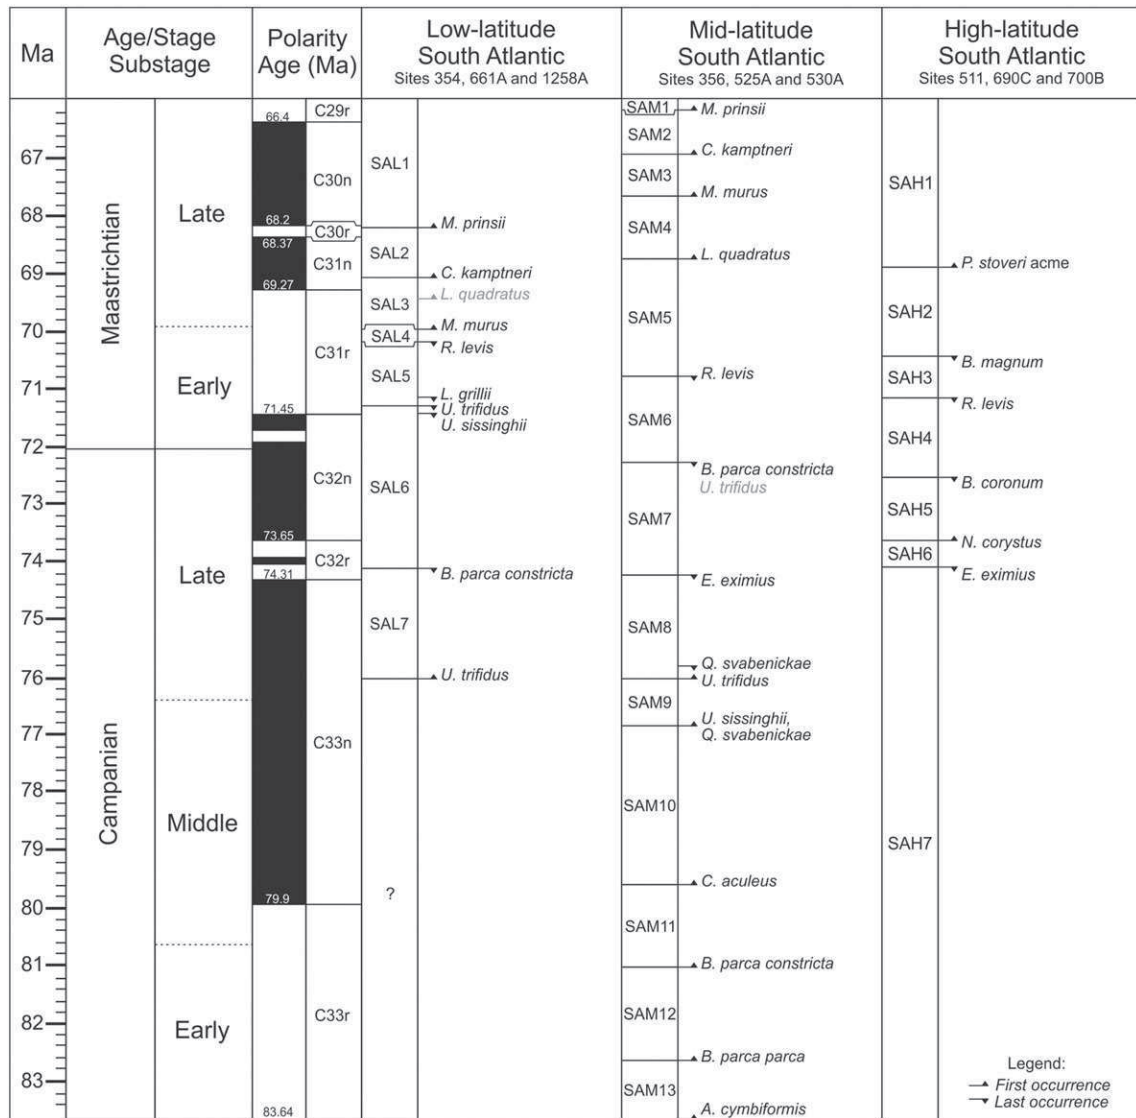 Ma
Age/Stage
Substage
Polarity
Age (Ma)
Low-latitude
South Atlantic
Sites 354, 661A and 1258A
Mid-latitude
South Atlantic
Sites 356, 525A and 530A
High-latitude
South Atlantic
Sites 511, 690C and 700B
67
68
69
70
71
72
73
74
75
76
77
78
79
80
81
82
83
Maastrichtian
Campanian
Late
Early
Late
Middle
Early
66.4
68.2
68.37
69.27
71.45
73.65
74.31
79.9
83.64
C29r
C30n
C30r
C31n
C31r
C32n
C32r
C33n
C33r
SAL1
SAL2
SAL3
SAL4
SAL5
SAL6
SAL7
?
M. prinsii
C. kamptneri
L. quadratus
M. murus
R. levis
L. grillii
U. trifidus
U. sissinghii
B. parca constricta
U. trifidus
SAM1
SAM2
SAM3
SAM4
SAM5
SAM6
SAM7
SAM8
SAM9
SAM10
SAM11
SAM12
SAM13
M. prinsii
C. kamptneri
M. murus
L. quadratus
R. levis
B. parca constricta
U. trifidus
E. eximius
Q. svabenickae
U. trifidus
U. sissinghii,
Q. svabenickae
C. aculeus
B. parca constricta
B. parca parca
A. cymbiformis
SAH1
SAH2
SAH3
SAH4
SAH5
SAH6
SAH7
P. stoveri acme
B. magnum
R. levis
B. coronum
N. corystus
E. eximius
Legend:
First occurrence
Last occurrence